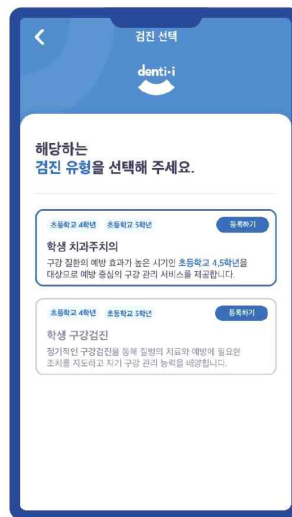 검진 선택
denti·i
해당하는
검진 유형을 선택해 주세요.
초등학교 4학년 초등학교 5학년 등록하기
학생 치과주치의
구강 질환의 예방 효과가 높은 시기인 초등학교 4,5학년을
대상으로 예방 중심의 구강 관리 서비스를 제공합니다.
초등학교 4학년 초등학교 5학년 등록하기
학생 구강검진
정기적인 구강검진을 통해 질병의 치료와 예방에 필요한
조치를 지도하고 자기 구강 관리 능력을 배양합니다.